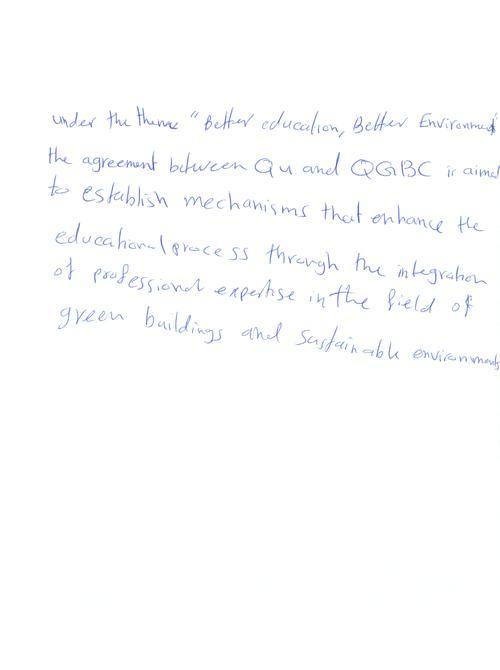 under the theme "Better education, Better Environment"
the agreement between Qu and QGBC is aimed
to establish mechanisms that enhance the
educational process through the integration
of professional expertise in the field of
green buildings and sustainable environments